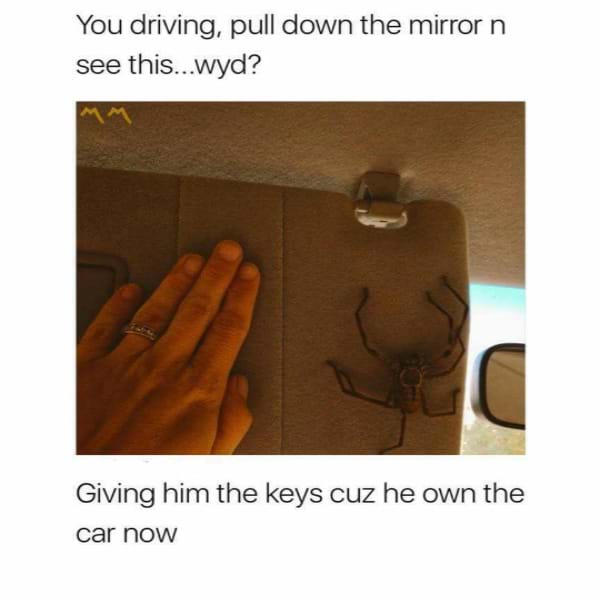 You driving, pull down the mirror n
see this...wyd?
Giving him the keys cuz he own the
car now